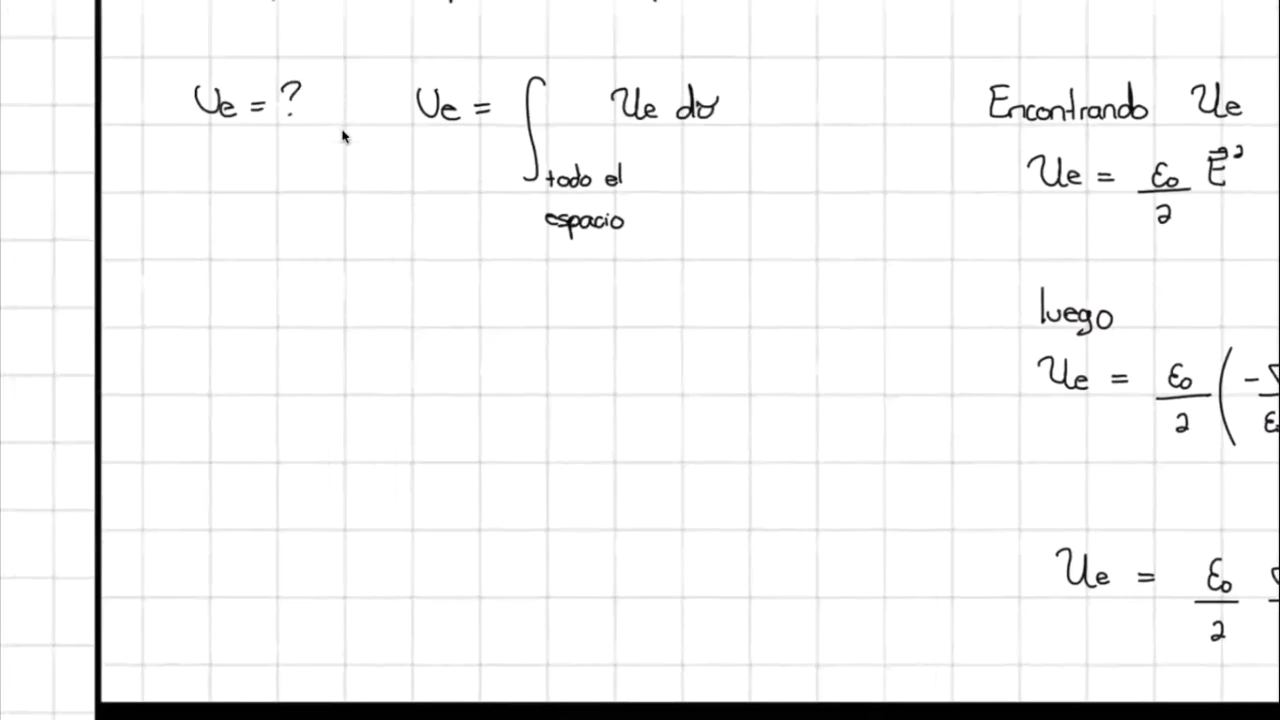 Ue = ?
Ue = ∫ 𝒰e dv
todo el
espacio
Encontrando 𝒰e
𝒰e = ε₀/2 E⃗²
luego
𝒰e = ε₀/2 ( -
𝒰e = ε₀/2